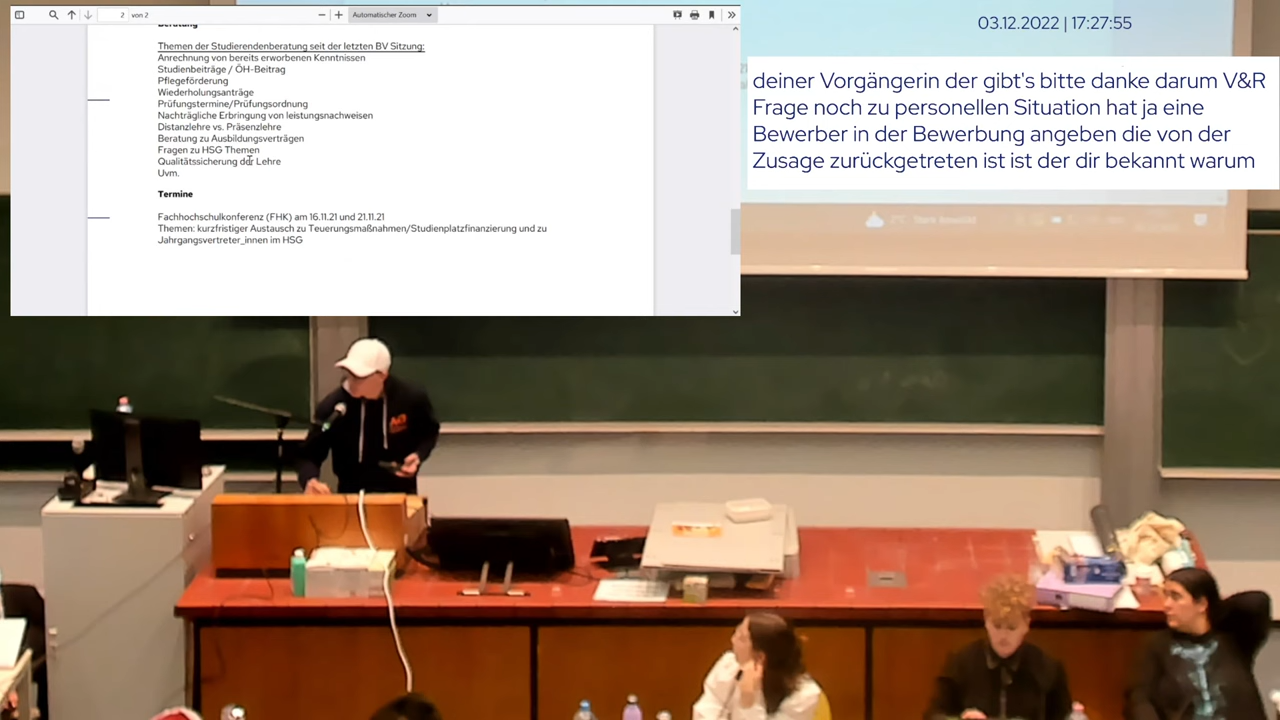 2 von 2
Automatischer Zoom
Beratung
Themen der Studierendenberatung seit der letzten BV Sitzung:
Anrechnung von bereits erworbenen Kenntnissen
Studienbeiträge / ÖH-Beitrag
Pflegeförderung
Wiederholungsanträge
Prüfungstermine/Prüfungsordnung
Nachträgliche Erbringung von leistungsnachweisen
Distanzlehre vs. Präsenzlehre
Beratung zu Ausbildungsverträgen
Fragen zu HSG Themen
Qualitätssicherung der Lehre
Uvm.
Termine
Fachhochschulkonferenz (FHK) am 16.11.21 und 21.11.21
Themen: kurzfristiger Austausch zu Teuerungsmaßnahmen/Studienplatzfinanzierung und zu
Jahrgangsvertreter_innen im HSG
03.12.2022 | 17:27:55
deiner Vorgängerin der gibt's bitte danke darum V&R
Frage noch zu personellen Situation hat ja eine
Bewerber in der Bewerbung angeben die von der
Zusage zurückgetreten ist ist der dir bekannt warum